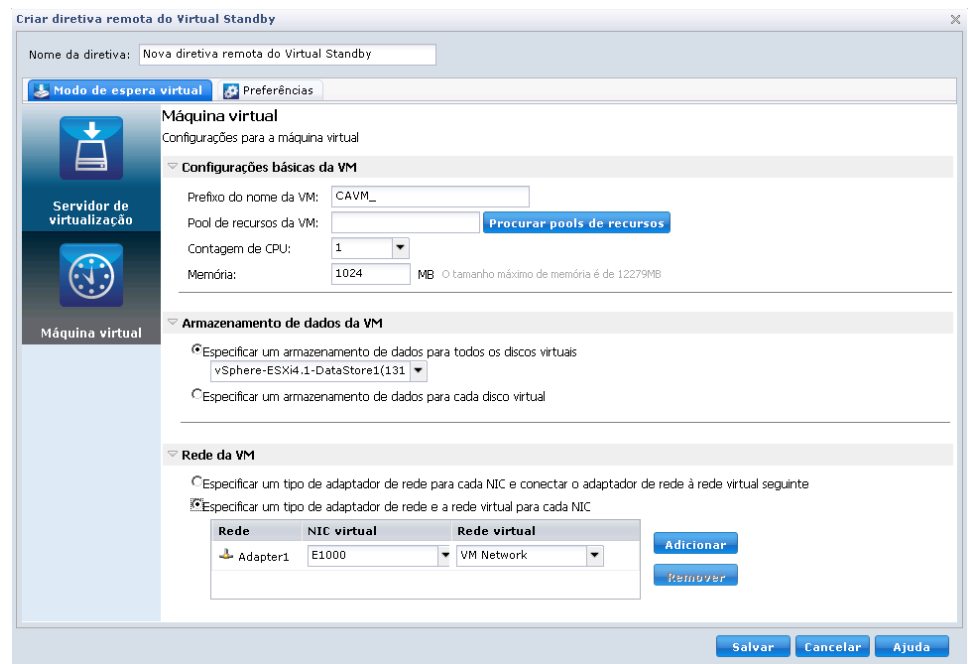 Criar diretiva remota do Virtual Standby
Nome da diretiva: Nova diretiva remota do Virtual Standby
Modo de espera virtual Preferências
Servidor de virtualização
Máquina virtual
Máquina virtual
Configurações para a máquina virtual
Configurações básicas da VM
Prefixo do nome da VM: CAVM_
Pool de recursos da VM: Procurar pools de recursos
Contagem de CPU: 1
Memória: 1024 MB O tamanho máximo de memória é de 12279MB
Armazenamento de dados da VM
Especificar um armazenamento de dados para todos os discos virtuais
vSphere-ESXi4.1-DataStore1(131
Especificar um armazenamento de dados para cada disco virtual
Rede da VM
Especificar um tipo de adaptador de rede para cada NIC e conectar o adaptador de rede à rede virtual seguinte
Especificar um tipo de adaptador de rede e a rede virtual para cada NIC
Rede NIC virtual Rede virtual
Adapter1 E1000 VM Network
Adicionar
Remover
Salvar Cancelar Ajuda